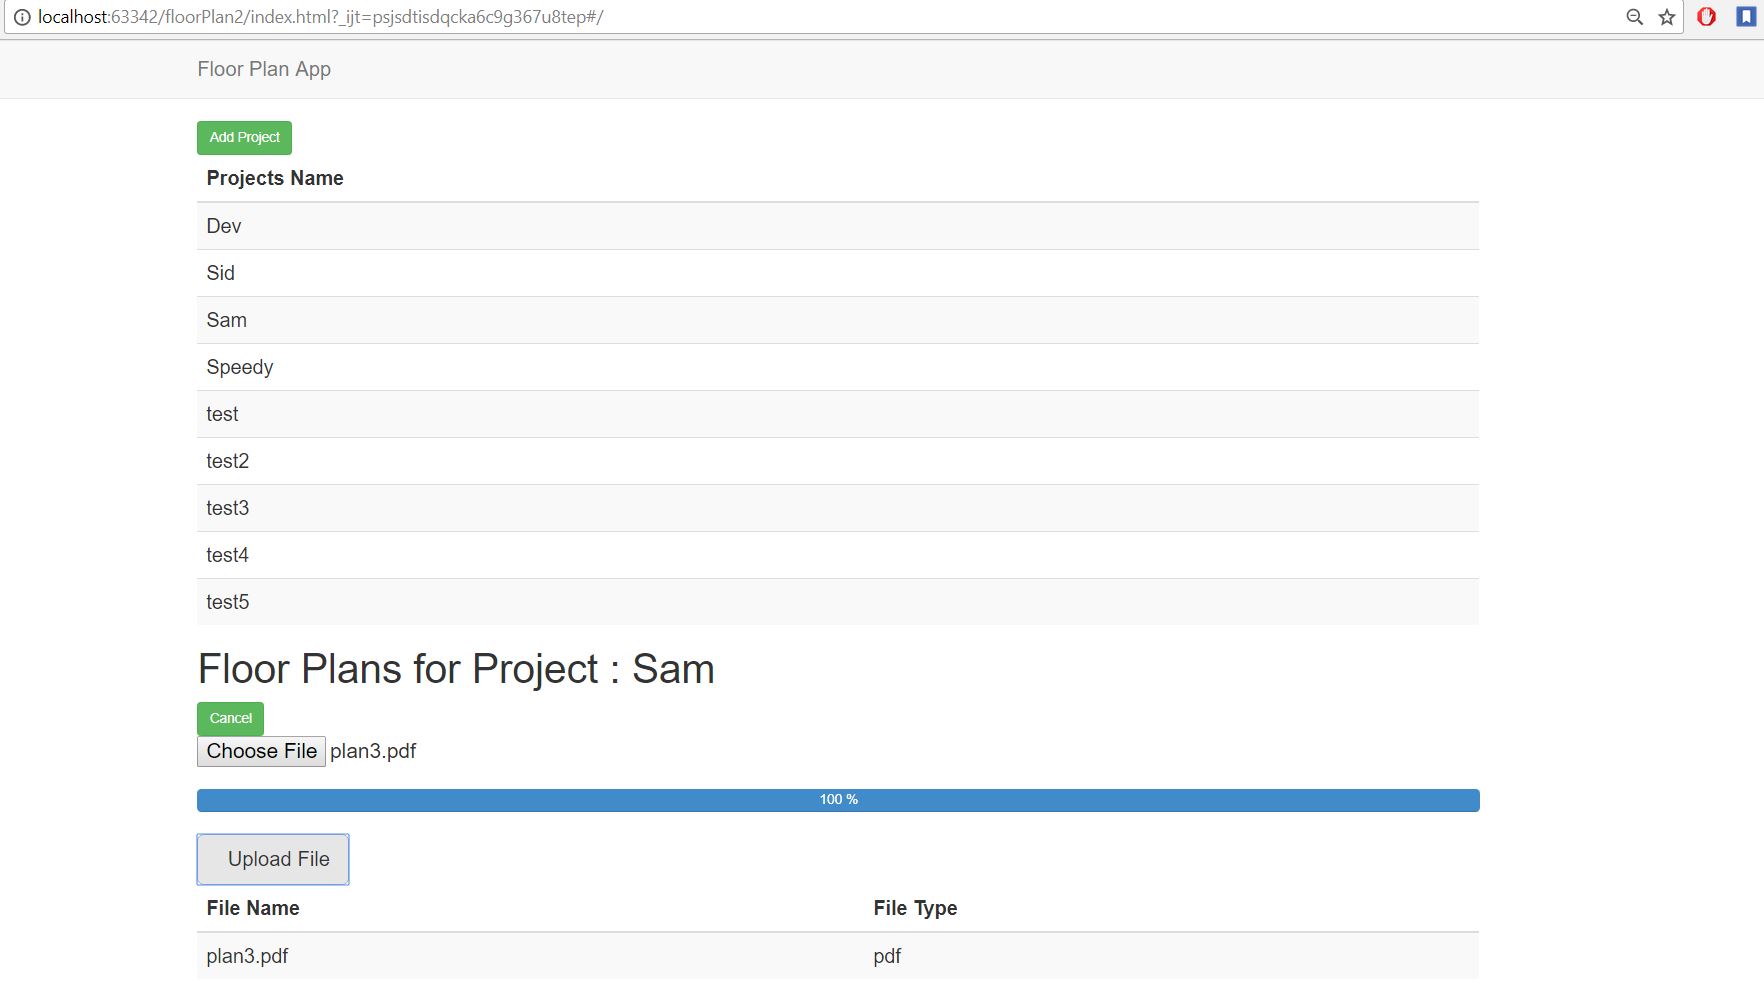 localhost:63342/floorPlan2/index.html?_ijt=psjsdtisdqcka6c9g367u8tep#/
Floor Plan App
Add Project
Projects Name
Dev
Sid
Sam
Speedy
test
test2
test3
test4
test5
Floor Plans for Project : Sam
Cancel
Choose File plan3.pdf
100 %
Upload File
File Name File Type
plan3.pdf pdf